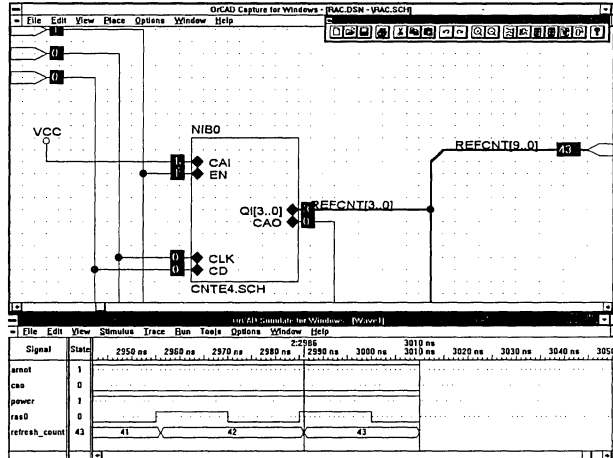 OrCAD Capture for Windows - [RAC.DSN - \RAC.SCH]
File Edit View Place Options Window Help
1
0
0
VCC
NIB0
REFCNT[9..0] 43
1 CAI
1 EN
QI[3..0] REFCNT[3..0]
CAO 0
0 CLK
0 CD
CNTE4.SCH
OrCAD Simulate for Windows - [Wave1]
File Edit View Stimulus Trace Run Tools Options Window Help
2:2986 3010 ns
Signal State 2950 ns 2960 ns 2970 ns 2980 ns 2990 ns 3000 ns 3010 ns 3020 ns 3030 ns 3040 ns 305
arnot 1
cao 0
power 1
ras0 0
refresh_count 43 41 42 43